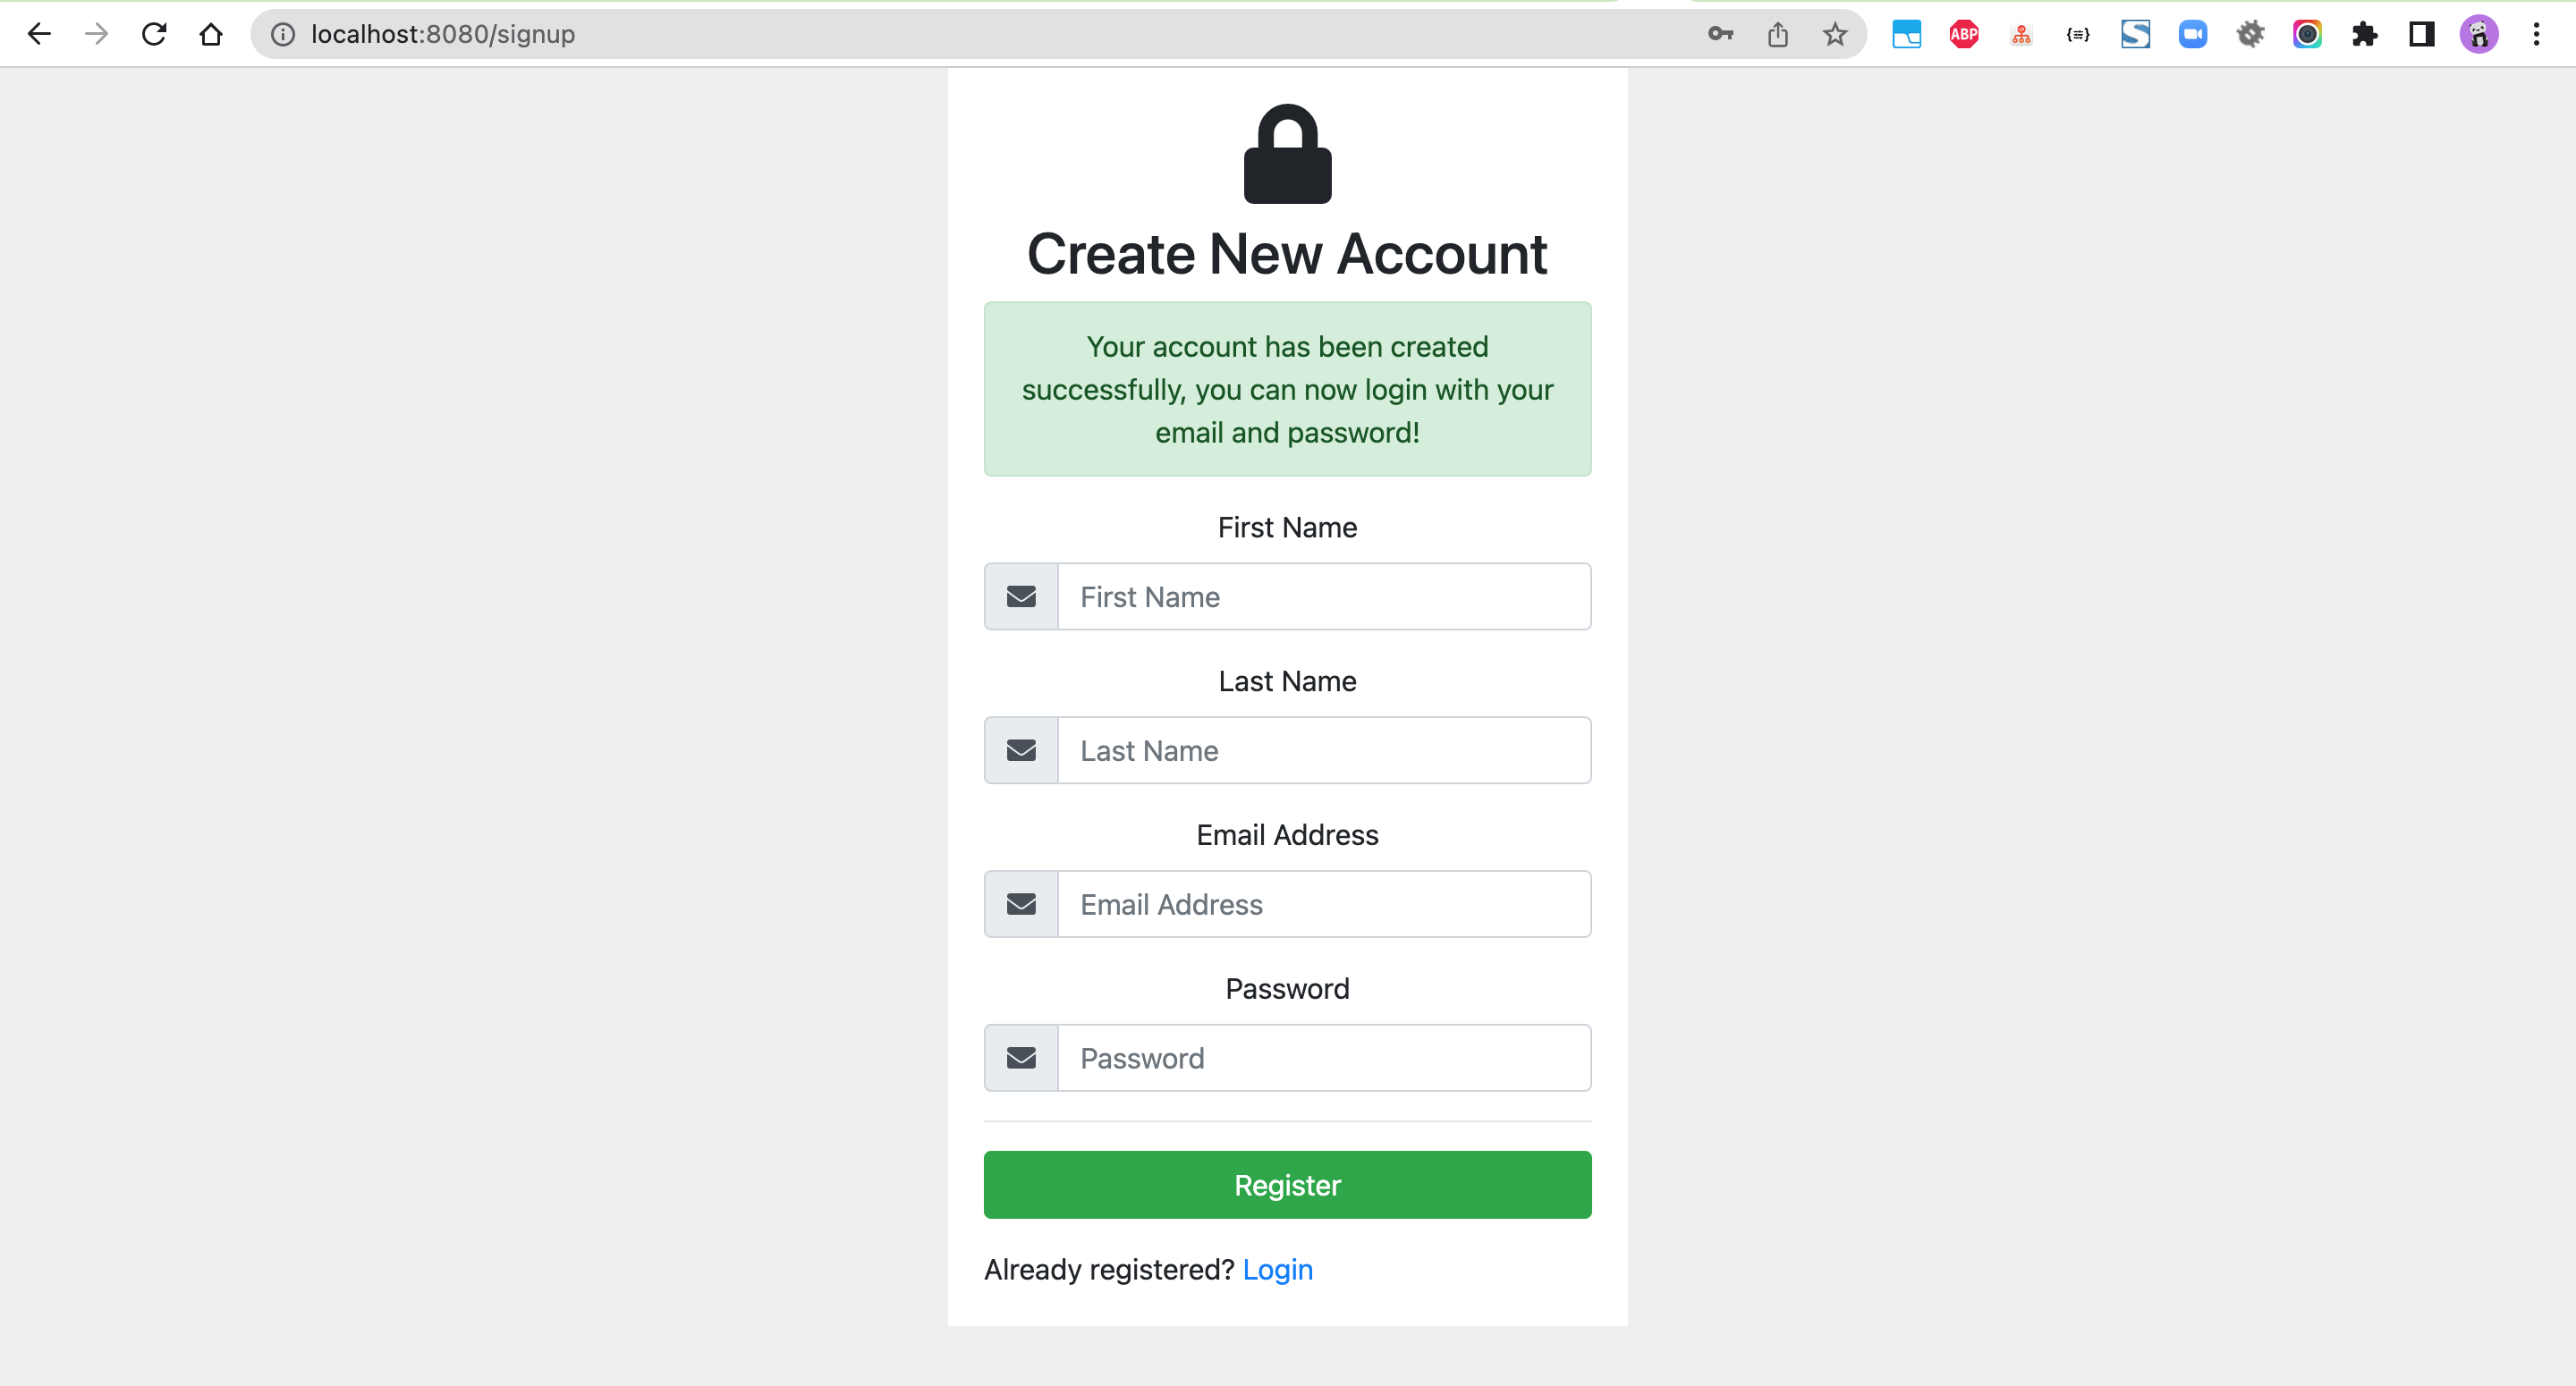 localhost:8080/signup
ABP
Create New Account
Your account has been created
successfully, you can now login with your
email and password!
First Name
First Name
Last Name
Last Name
Email Address
Email Address
Password
Password
Register
Already registered? Login